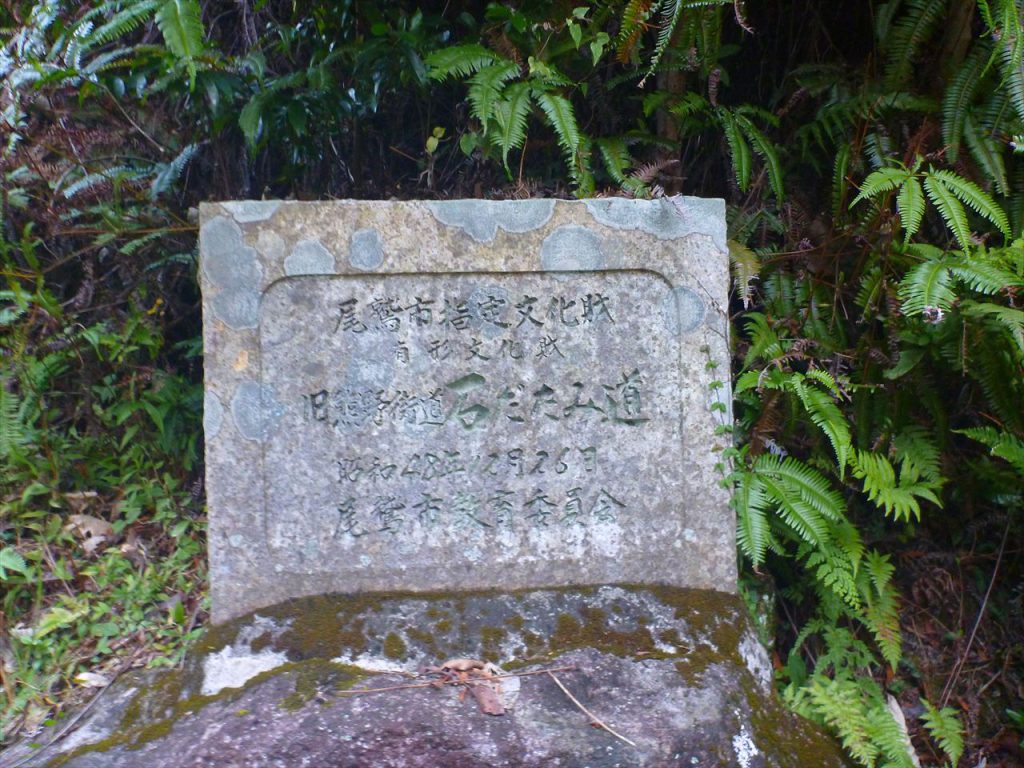 尾鷲市指定文化財
有形文化財
旧熊野街道石だたみ道
昭和48年12月26日
尾鷲市教育委員会